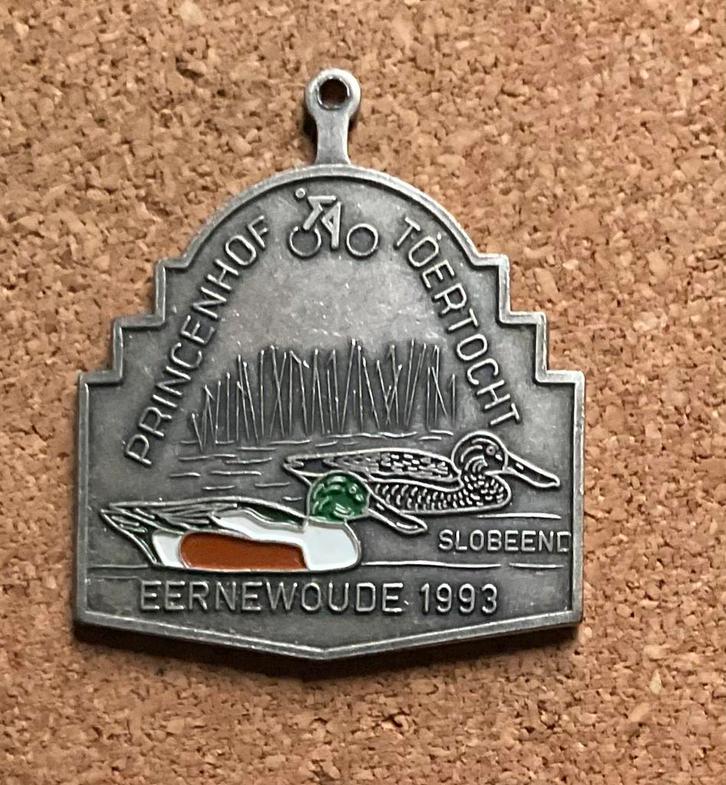 PRINCENHOF TOERTOCHT
SLOBEEND
EERNEWOUDE 1993